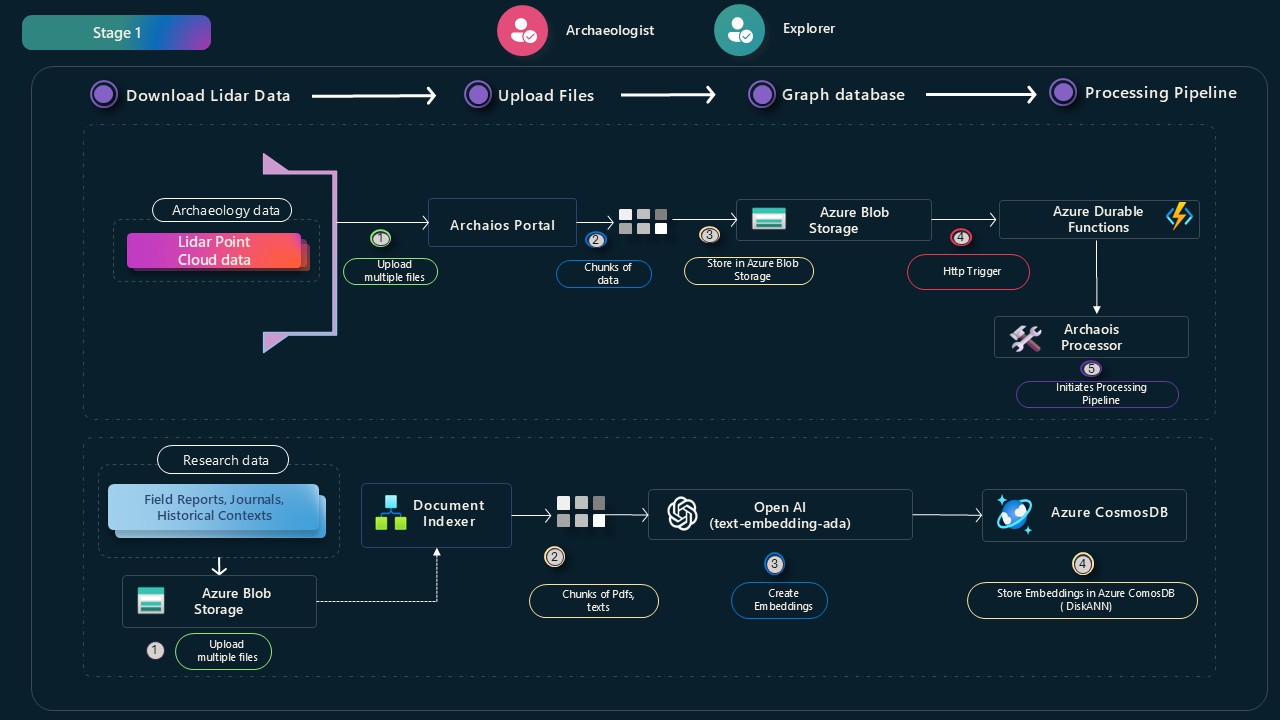 Stage 1
Archaeologist
Explorer
Download Lidar Data
Upload Files
Graph database
Processing Pipeline
Archaeology data
Lidar Point
Cloud data
1
Upload
multiple files
Archaios Portal
2
Chunks of
data
3
Store in Azure Blob
Storage
Azure Blob
Storage
4
Http Trigger
Azure Durable
Functions
Archaois
Processor
5
Initiates Processing
Pipeline
Research data
Field Reports, Journals,
Historical Contexts
Azure Blob
Storage
1
Upload
multiple files
Document
Indexer
2
Chunks of Pdfs,
texts
Open AI
(text-embedding-ada)
3
Create
Embeddings
Azure CosmosDB
4
Store Embeddings in Azure ComosDB
( DiskANN)